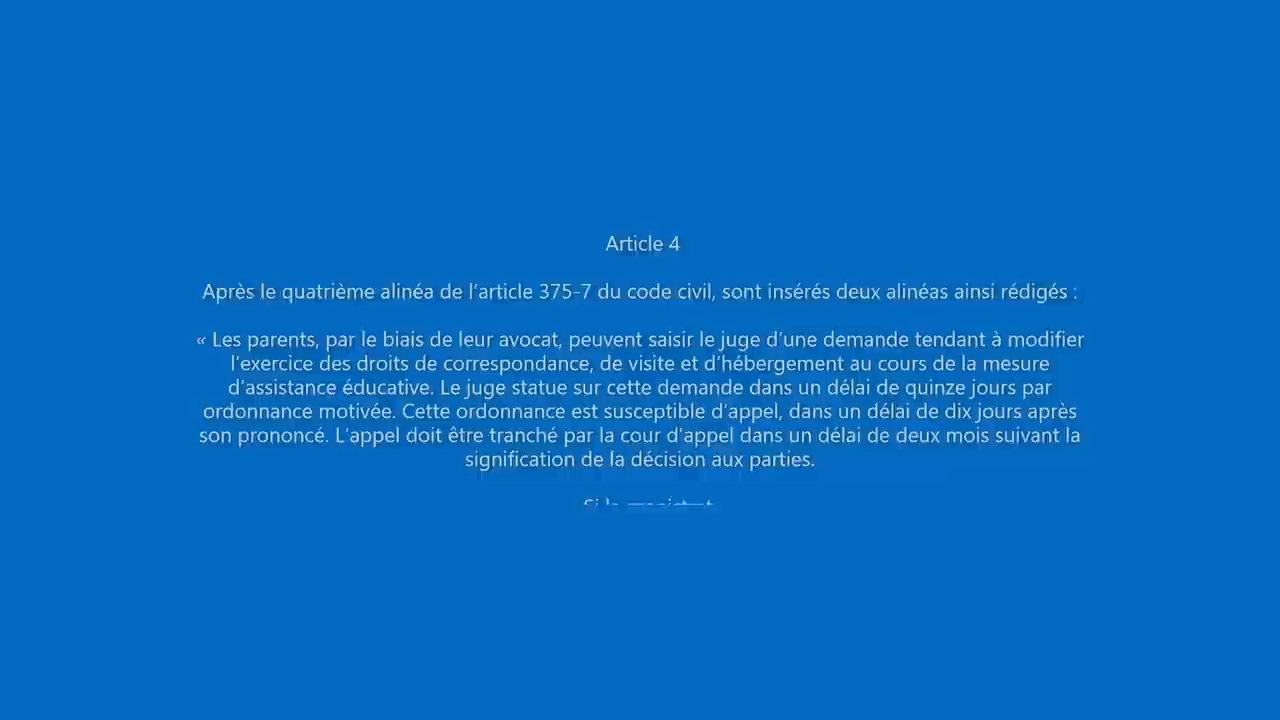 Article 4
Après le quatrième alinéa de l'article 375-7 du code civil, sont insérés deux alinéas ainsi rédigés :
« Les parents, par le biais de leur avocat, peuvent saisir le juge d'une demande tendant à modifier
l'exercice des droits de correspondance, de visite et d'hébergement au cours de la mesure
d'assistance éducative. Le juge statue sur cette demande dans un délai de quinze jours par
ordonnance motivée. Cette ordonnance est susceptible d'appel, dans un délai de dix jours après
son prononcé. L'appel doit être tranché par la cour d'appel dans un délai de deux mois suivant la
signification de la décision aux parties.